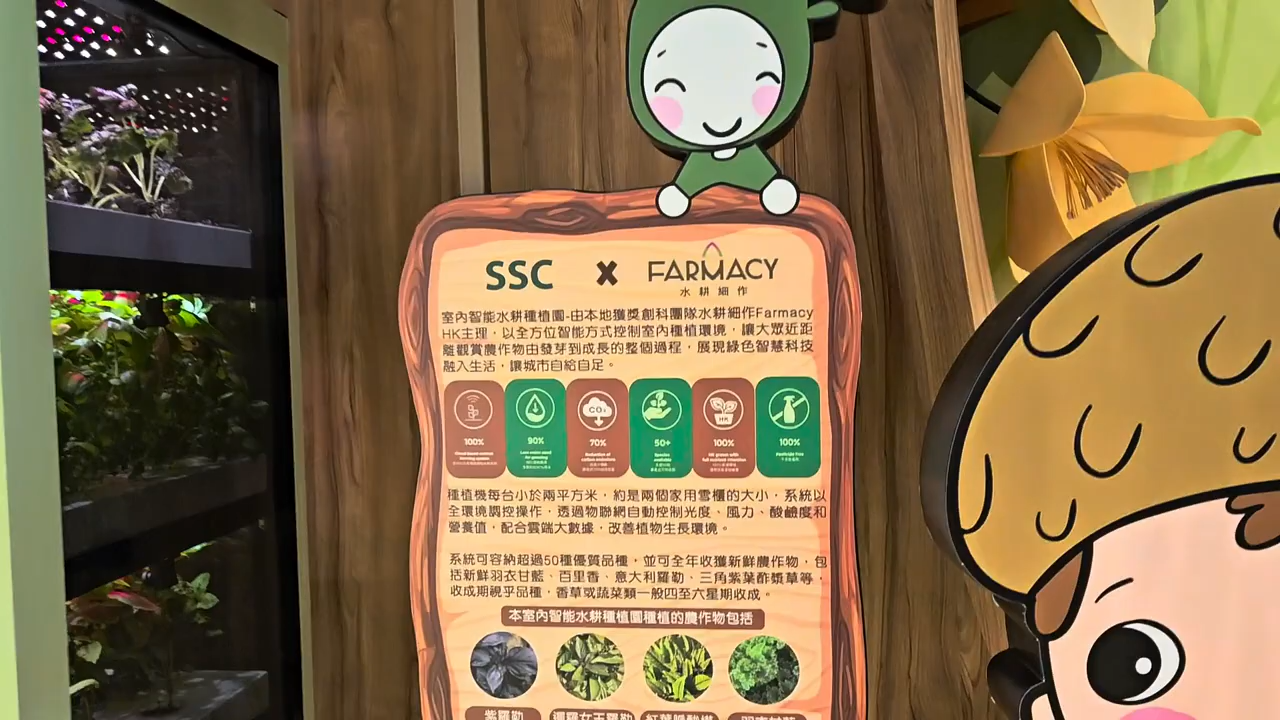 SSC X FARMACY
水耕細作
室內智能水耕種植園-由本地獲獎創科團隊水耕細作Farmacy
HK主理，以全方位智能方式控制室內種植環境，讓大眾近距
離觀賞農作物由發芽到成長的整個過程，展現綠色智慧科技
融入生活，讓城市自給自足。
100%
90%
CO₂
70%
50+
Species
available
HK
100%
100%
Pesticide Free
種植機每台小於兩平方米，約是兩個家用雪櫃的大小，系統以
全環境調控操作，透過物聯網自動控制光度、風力、酸鹼度和
營養值，配合雲端大數據，改善植物生長環境。
系統可容納超過50種優質品種，並可全年收獲新鮮農作物，包
括新鮮羽衣甘藍、百里香、意大利羅勒、三角紫葉酢漿草等，
收成期視乎品種，香草或蔬菜類一般四至六星期收成。
本室內智能水耕種植園種植的農作物包括
紫羅勒